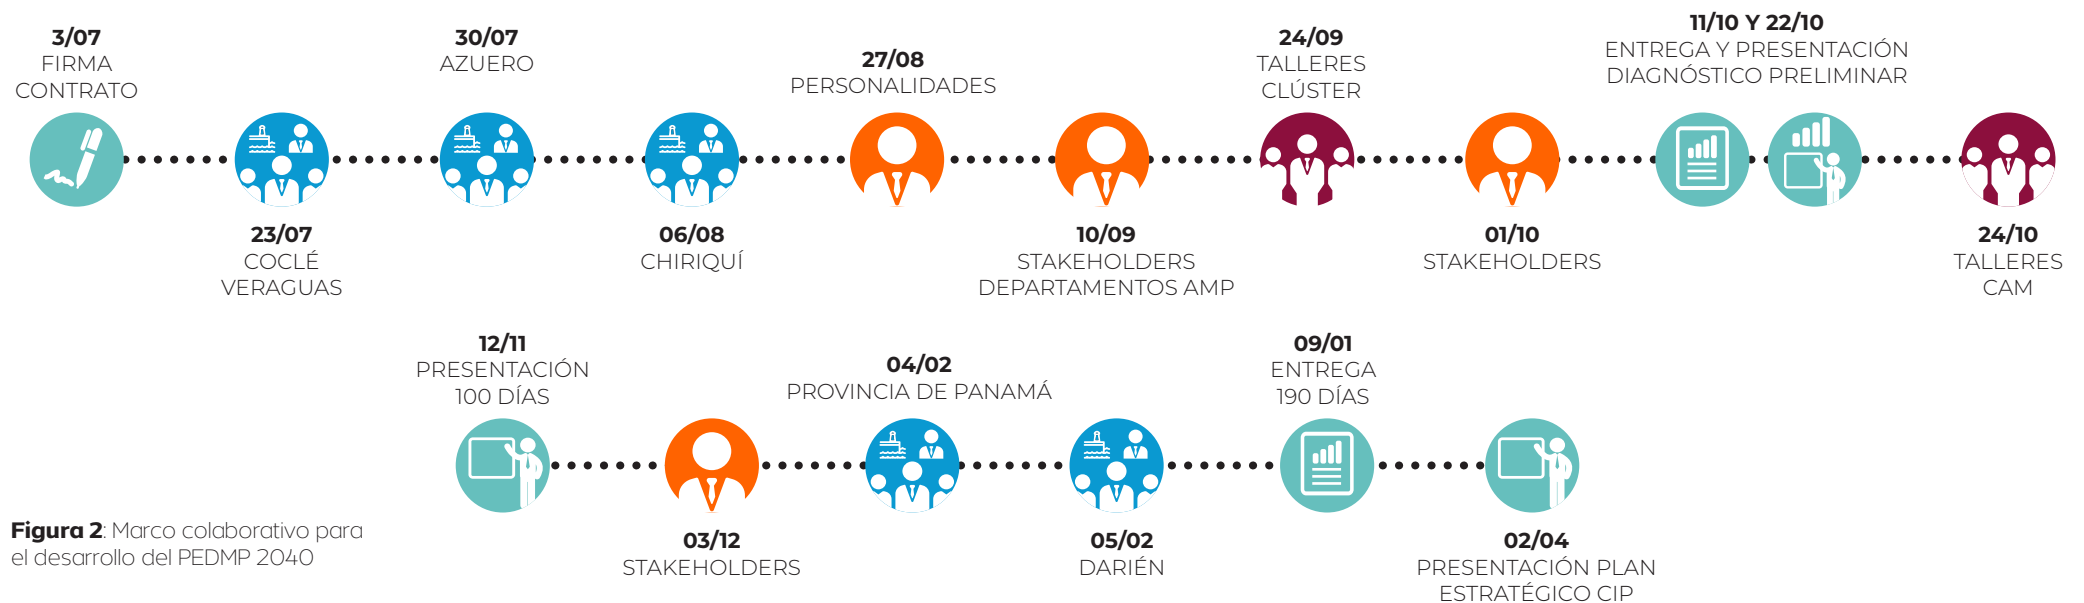 3/07
FIRMA
CONTRATO
23/07
COCLÉ
VERAGUAS
30/07
AZUERO
06/08
CHIRIQUÍ
27/08
PERSONALIDADES
10/09
STAKEHOLDERS
DEPARTAMENTOS AMP
24/09
TALLERES
CLÚSTER
01/10
STAKEHOLDERS
11/10 Y 22/10
ENTREGA Y PRESENTACIÓN
DIAGNÓSTICO PRELIMINAR
24/10
TALLERES
CAM
12/11
PRESENTACIÓN
100 DÍAS
03/12
STAKEHOLDERS
04/02
PROVINCIA DE PANAMÁ
05/02
DARIÉN
09/01
ENTREGA
190 DÍAS
02/04
PRESENTACIÓN PLAN
ESTRATÉGICO CIP
Figura 2: Marco colaborativo para
el desarrollo del PEDMP 2040